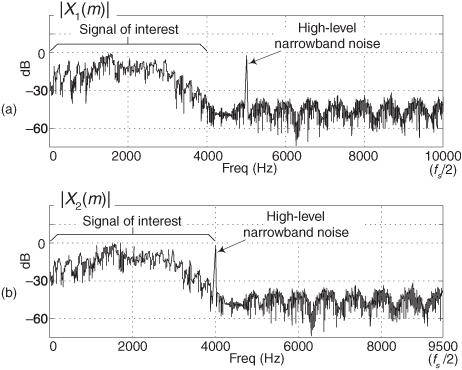 |X₁(m)|
Signal of interest
High-level
narrowband noise
0
−30
−60
dB
(a)
0
2000
4000
6000
8000
10000
Freq (Hz)
(fₛ/2)
|X₂(m)|
Signal of interest
High-level
narrowband noise
0
−30
−60
dB
(b)
0
2000
4000
6000
8000
9500
Freq (Hz)
(fₛ/2)